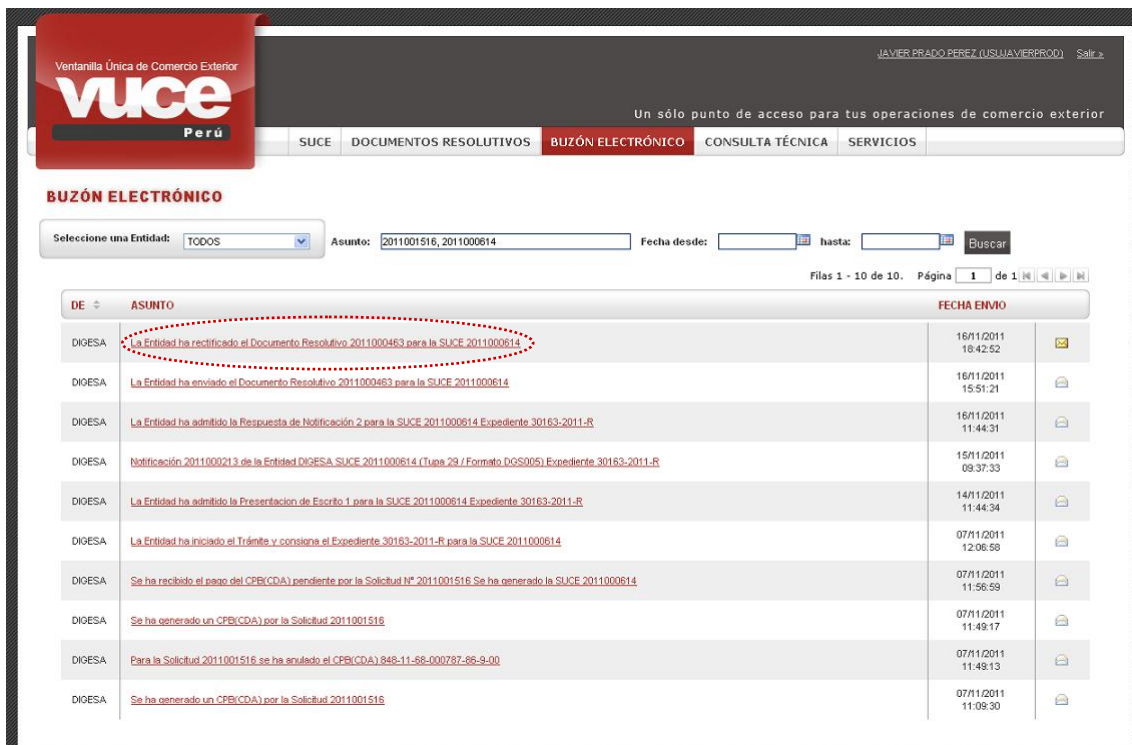 JAVIER PRADO PEREZ (USUJAVIERPROD) Salir »
Ventanilla Única de Comercio Exterior
vuce
Perú
Un sólo punto de acceso para tus operaciones de comercio exterior
SUCE DOCUMENTOS RESOLUTIVOS BUZÓN ELECTRÓNICO CONSULTA TÉCNICA SERVICIOS
BUZÓN ELECTRÓNICO
Seleccione una Entidad: TODOS Asunto: 2011001516, 2011000614 Fecha desde: hasta: Buscar
Filas 1 - 10 de 10. Página 1 de 1
DE ASUNTO FECHA ENVIO
DIGESA La Entidad ha rectificado el Documento Resolutivo 2011000463 para la SUCE 2011000614 16/11/2011
18:42:52
DIGESA La Entidad ha enviado el Documento Resolutivo 2011000463 para la SUCE 2011000614 16/11/2011
15:51:21
DIGESA La Entidad ha admitido la Respuesta de Notificación 2 para la SUCE 2011000614 Expediente 30163-2011-R 16/11/2011
11:44:31
DIGESA Notificación 2011000213 de la Entidad DIGESA SUCE 2011000614 (Tupa 29 / Formato DGS005) Expediente 30163-2011-R 15/11/2011
09:37:33
DIGESA La Entidad ha admitido la Presentacion de Escrito 1 para la SUCE 2011000614 Expediente 30163-2011-R 14/11/2011
11:44:34
DIGESA La Entidad ha iniciado el Trámite y consigna el Expediente 30163-2011-R para la SUCE 2011000614 07/11/2011
12:06:58
DIGESA Se ha recibido el pago del CPB(CDA) pendiente por la Solicitud N° 2011001516 Se ha generado la SUCE 2011000614 07/11/2011
11:56:59
DIGESA Se ha generado un CPB(CDA) por la Solicitud 2011001516 07/11/2011
11:49:17
DIGESA Para la Solicitud 2011001516 se ha anulado el CPB(CDA) 848-11-68-000787-86-9-00 07/11/2011
11:49:13
DIGESA Se ha generado un CPB(CDA) por la Solicitud 2011001516 07/11/2011
11:09:30